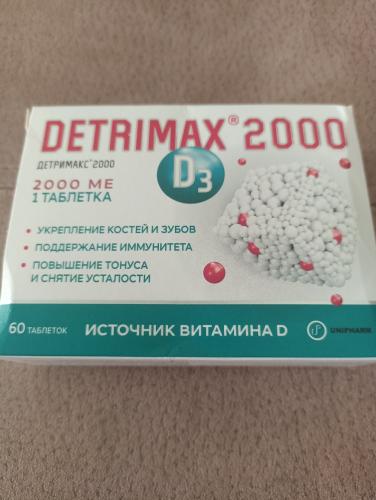 DETRIMAX® 2000
ДЕТРИМАКС®2000
D3
2000 МЕ
1 ТАБЛЕТКА
• УКРЕПЛЕНИЕ КОСТЕЙ И ЗУБОВ
• ПОДДЕРЖАНИЕ ИММУНИТЕТА
• ПОВЫШЕНИЕ ТОНУСА
И СНЯТИЕ УСТАЛОСТИ
60 ТАБЛЕТОК
ИСТОЧНИК ВИТАМИНА D
UNIPHARM